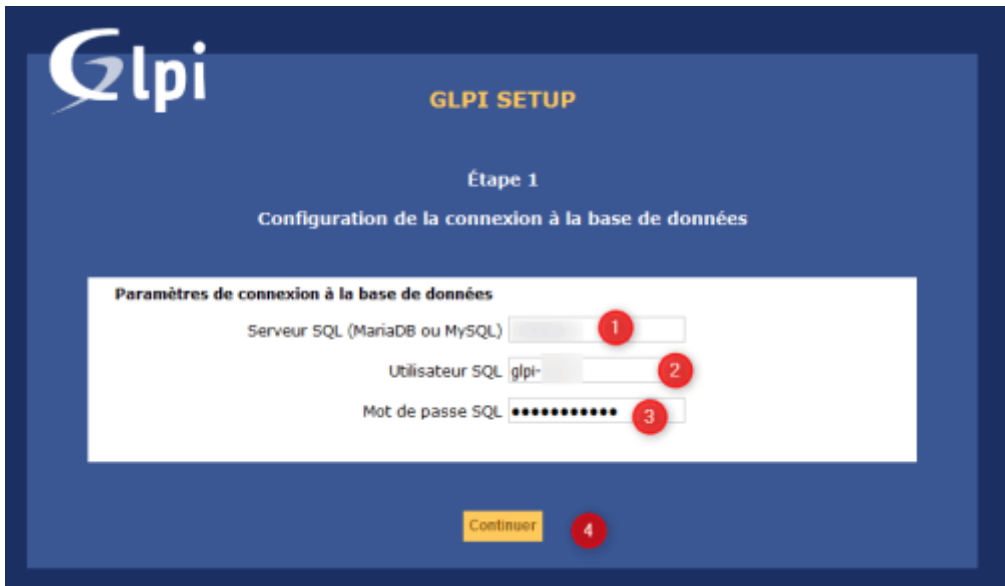 Glpi
GLPI SETUP
Étape 1
Configuration de la connexion à la base de données
Paramètres de connexion à la base de données
Serveur SQL (MariaDB ou MySQL) 1
Utilisateur SQL glpi- 2
Mot de passe SQL ••••••••••• 3
Continuer 4